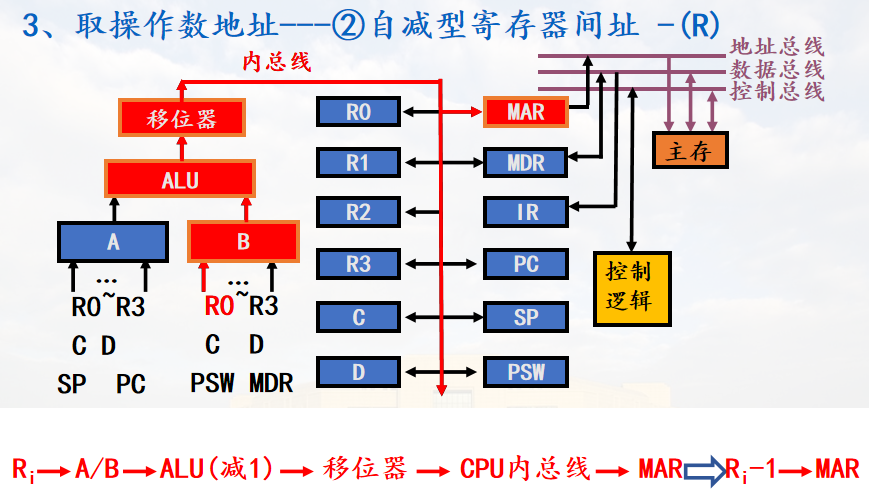 3、取操作数地址---②自减型寄存器间址 -(R)
内总线
地址总线
数据总线
控制总线
移位器
R0
MAR
主存
ALU
R1
MDR
R2
IR
A
B
R3
PC
控制
逻辑
...
...
R0~R3
R0~R3
C
SP
C D
C D
SP PC
PSW MDR
D
PSW
Ri→A/B→ALU(减1)→移位器→CPU内总线→MAR⇨Ri-1→MAR